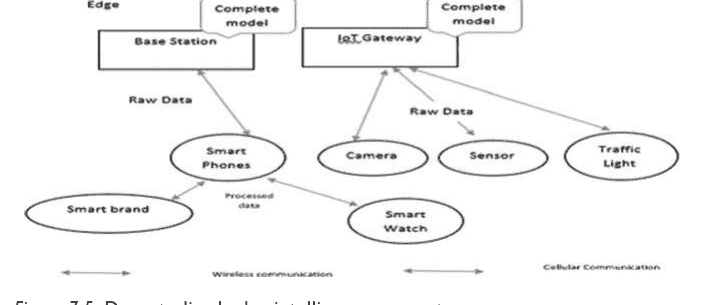 Edge
Complete
model
Complete
model
Base Station
IoT Gateway
Raw Data
Raw Data
Smart
Phones
Camera
Sensor
Traffic
Light
Smart brand
Processed
data
Smart
Watch
Wireless communication
Cellular Communication